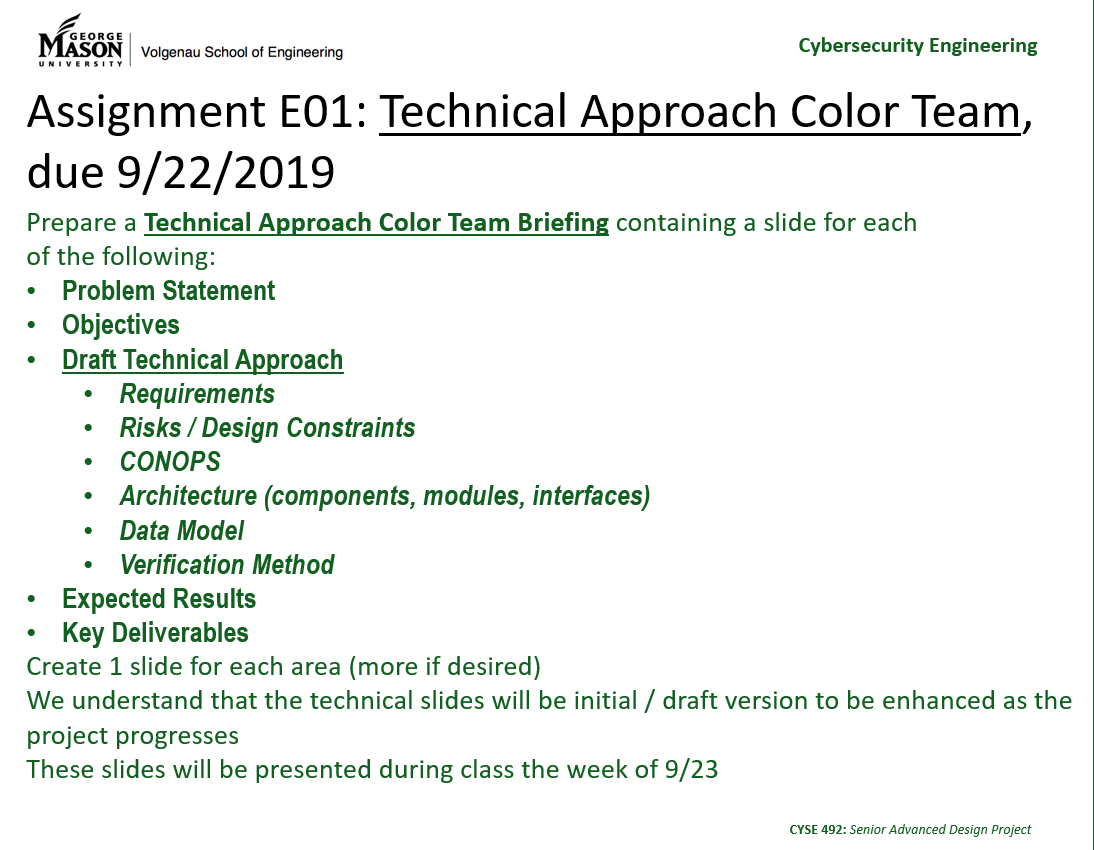 GEORGE
MASON
UNIVERSITY
Volgenau School of Engineering
Cybersecurity Engineering
Assignment E01: Technical Approach Color Team,
due 9/22/2019
Prepare a Technical Approach Color Team Briefing containing a slide for each
of the following:
• Problem Statement
• Objectives
• Draft Technical Approach
• Requirements
• Risks / Design Constraints
• CONOPS
• Architecture (components, modules, interfaces)
• Data Model
• Verification Method
• Expected Results
• Key Deliverables
Create 1 slide for each area (more if desired)
We understand that the technical slides will be initial / draft version to be enhanced as the
project progresses
These slides will be presented during class the week of 9/23
CYSE 492: Senior Advanced Design Project